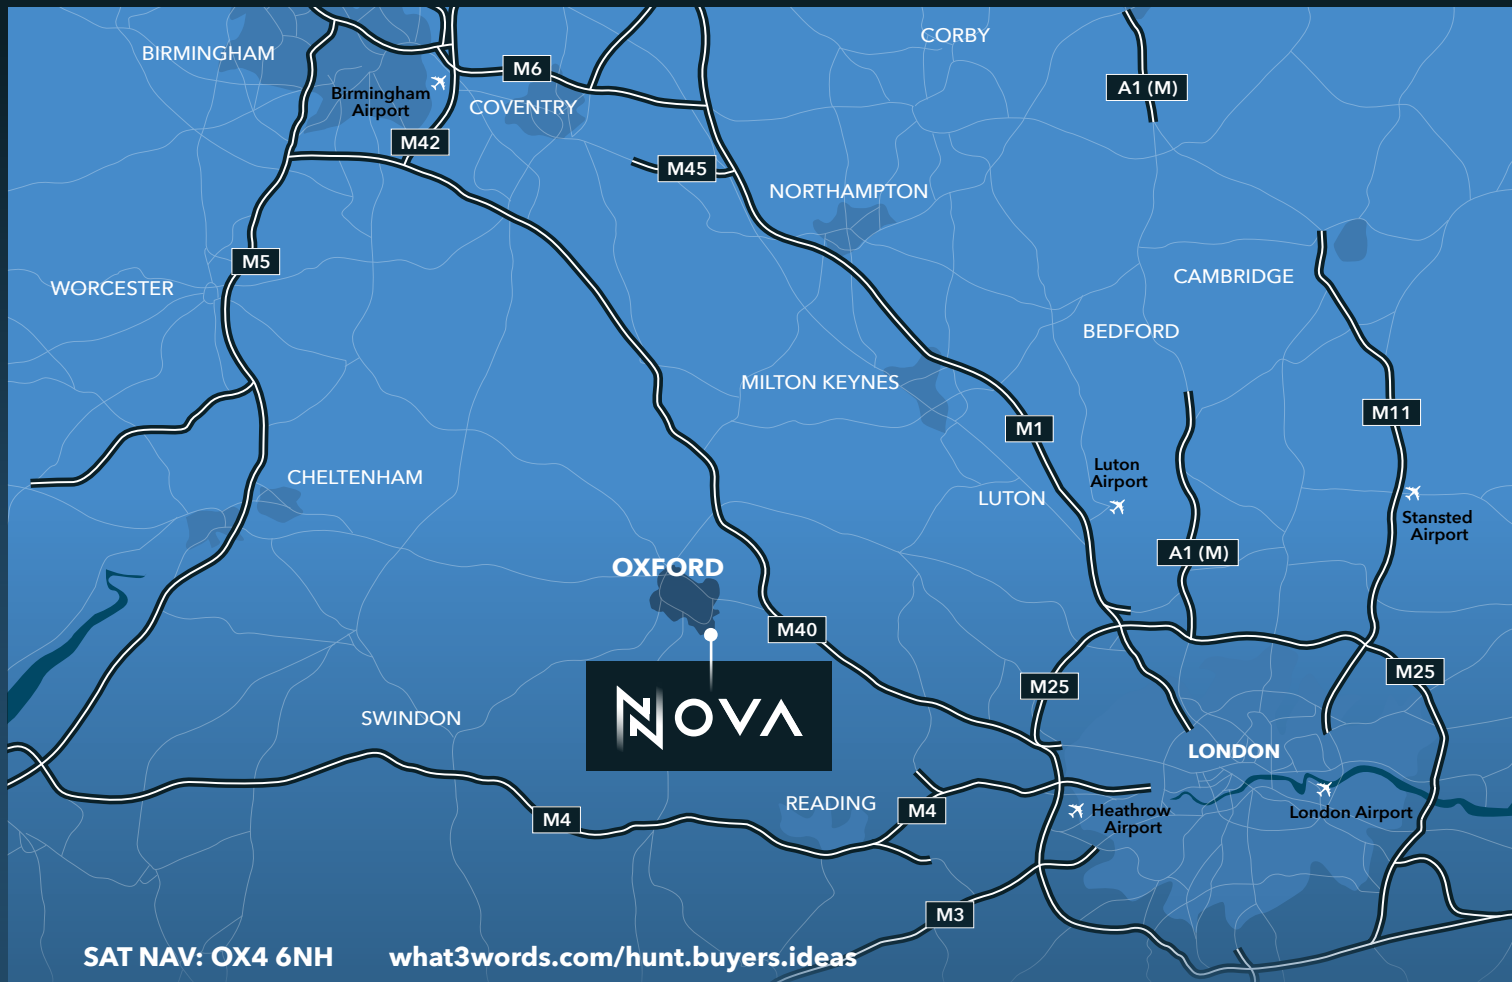 CORBY
BIRMINGHAM
M6
A1 (M)
Birmingham
Airport
COVENTRY
M42
M45
NORTHAMPTON
M5
CAMBRIDGE
WORCESTER
BEDFORD
MILTON KEYNES
M11
M1
Luton
Airport
CHELTENHAM
LUTON
Stansted
Airport
A1 (M)
OXFORD
M40
M25
M25
NOVA
SWINDON
LONDON
READING
M4
M4
Heathrow
Airport
London Airport
M3
SAT NAV: OX4 6NH
what3words.com/hunt.buyers.ideas